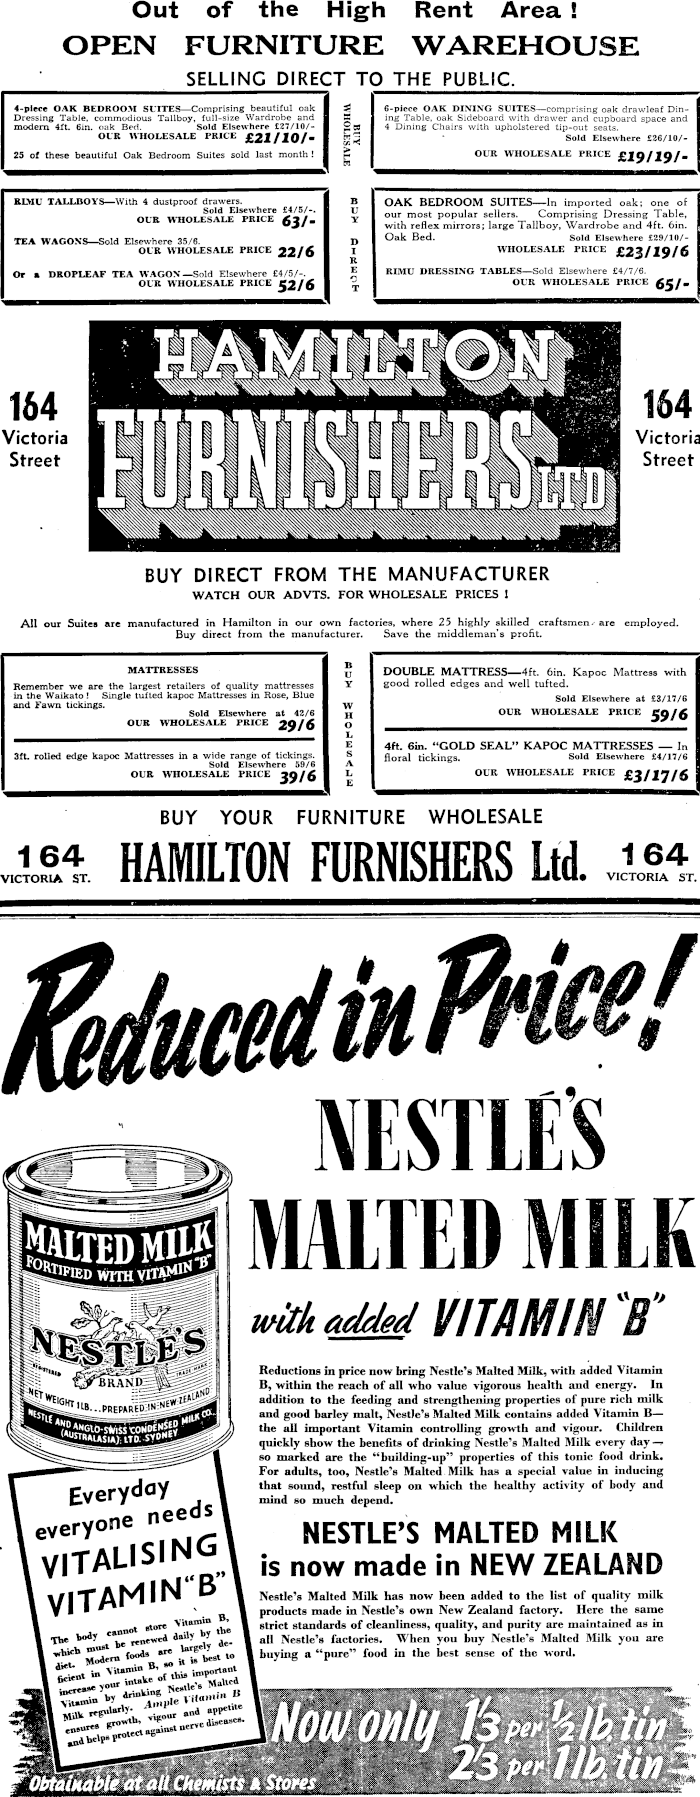 Out of the High Rent Area!
OPEN FURNITURE WAREHOUSE
SELLING DIRECT TO THE PUBLIC.
4-piece OAK BEDROOM SUITES—Comprising beautiful oak
Dressing Table, commodious Tallboy, full-size Wardrobe and
modern 4ft. 6in. oak Bed. Sold Elsewhere £27/10/-
OUR WHOLESALE PRICE £21/10/-
25 of these beautiful Oak Bedroom Suites sold last month!
BUY WHOLESALE
6-piece OAK DINING SUITES—comprising oak drawleaf Din-
ing Table, oak Sideboard with drawer and cupboard space and
4 Dining Chairs with upholstered tip-out seats.
Sold Elsewhere £26/10/-
OUR WHOLESALE PRICE £19/19/-
RIMU TALLBOYS—With 4 dustproof drawers.
Sold Elsewhere £4/5/-.
OUR WHOLESALE PRICE 63/-
TEA WAGONS—Sold Elsewhere 35/6.
OUR WHOLESALE PRICE 22/6
Or a DROPLEAF TEA WAGON—Sold Elsewhere £4/5/-.
OUR WHOLESALE PRICE 52/6
BUY DIRECT
OAK BEDROOM SUITES—In imported oak; one of
our most popular sellers. Comprising Dressing Table,
with reflex mirrors; large Tallboy, Wardrobe and 4ft. 6in.
Oak Bed. Sold Elsewhere £29/10/-
WHOLESALE PRICE £23/19/6
RIMU DRESSING TABLES—Sold Elsewhere £4/7/6.
OUR WHOLESALE PRICE 65/-
164
Victoria
Street
HAMILTON
FURNISHERS LTD
164
Victoria
Street
BUY DIRECT FROM THE MANUFACTURER
WATCH OUR ADVTS. FOR WHOLESALE PRICES!
All our Suites are manufactured in Hamilton in our own factories, where 25 highly skilled craftsmen are employed.
Buy direct from the manufacturer. Save the middleman's profit.
MATTRESSES
Remember we are the largest retailers of quality mattresses
in the Waikato! Single tufted kapoc Mattresses in Rose, Blue
and Fawn tickings.
Sold Elsewhere at 42/6
OUR WHOLESALE PRICE 29/6
3ft. rolled edge kapoc Mattresses in a wide range of tickings.
Sold Elsewhere 59/6
OUR WHOLESALE PRICE 39/6
BUY WHOLESALE
DOUBLE MATTRESS—4ft. 6in. Kapoc Mattress with
good rolled edges and well tufted.
Sold Elsewhere at £3/17/6
OUR WHOLESALE PRICE 59/6
4ft. 6in. "GOLD SEAL" KAPOC MATTRESSES — In
floral tickings. Sold Elsewhere £4/17/6
OUR WHOLESALE PRICE £3/17/6
BUY YOUR FURNITURE WHOLESALE
164
VICTORIA ST.
HAMILTON FURNISHERS Ltd.
164
VICTORIA ST.
Reduced in Price!
NESTLÉ'S
MALTED MILK
with added VITAMIN "B"
MALTED MILK
FORTIFIED WITH VITAMIN "B"
NESTLÉ'S
REGISTERED TRADE MARK
BRAND
NET WEIGHT 1LB... PREPARED IN NEW ZEALAND
NESTLÉ AND ANGLO-SWISS CONDENSED MILK CO.,
(AUSTRALASIA) LTD. SYDNEY
Reductions in price now bring Nestle's Malted Milk, with added Vitamin
B, within the reach of all who value vigorous health and energy. In
addition to the feeding and strengthening properties of pure rich milk
and good barley malt, Nestle's Malted Milk contains added Vitamin B—
the all important Vitamin controlling growth and vigour. Children
quickly show the benefits of drinking Nestle's Malted Milk every day—
so marked are the "building-up" properties of this tonic food drink.
For adults, too, Nestle's Malted Milk has a special value in inducing
that sound, restful sleep on which the healthy activity of body and
mind so much depend.
NESTLE'S MALTED MILK
is now made in NEW ZEALAND
Nestle's Malted Milk has now been added to the list of quality milk
products made in Nestle's own New Zealand factory. Here the same
strict standards of cleanliness, quality, and purity are maintained as in
all Nestle's factories. When you buy Nestle's Malted Milk you are
buying a "pure" food in the best sense of the word.
Everyday
everyone needs
VITALISING
VITAMIN "B"
The body cannot store Vitamin B,
which must be renewed daily by the
diet. Modern foods are largely de-
ficient in Vitamin B, so it is best to
increase your intake of this important
Vitamin by drinking Nestle's Malted
Milk regularly. Ample Vitamin B
ensures growth, vigour and appetite
and helps protect against nerve diseases.
Now only 1'3 per ½ lb. tin
2'3 per 1 lb. tin
Obtainable at all Chemists & Stores